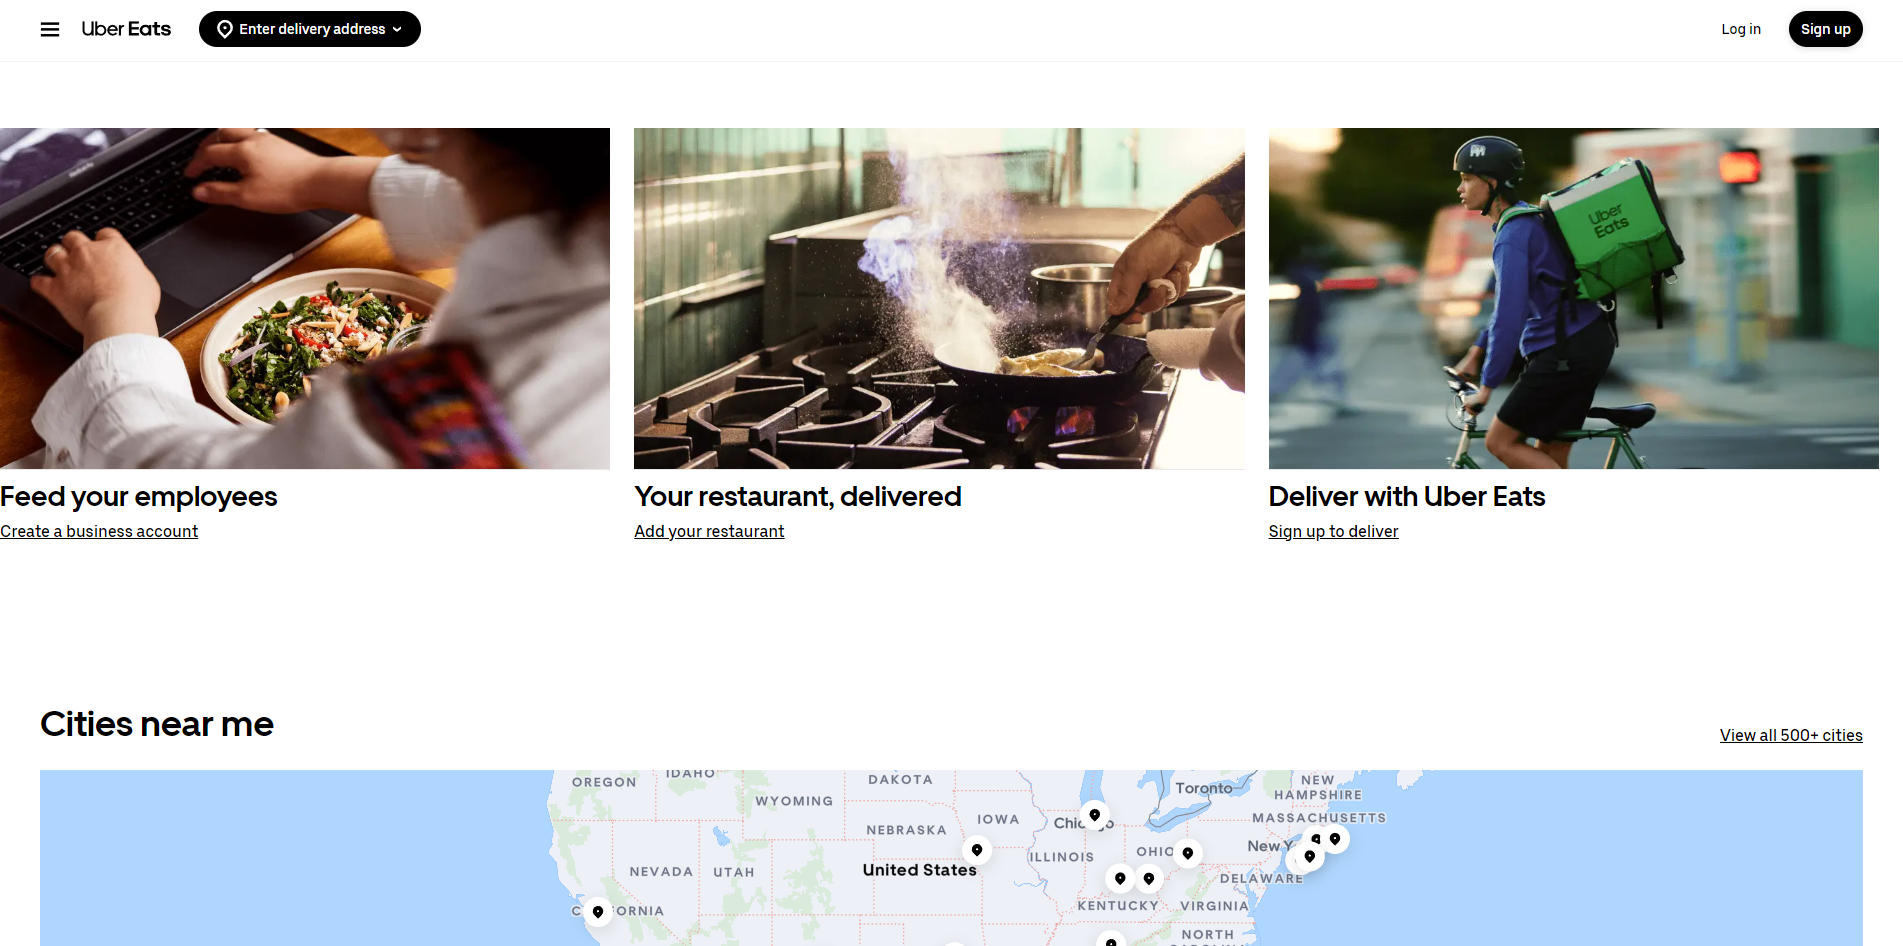 Uber Eats
Enter delivery address
Log in
Sign up
Uber
Eats
Feed your employees
Create a business account
Your restaurant, delivered
Add your restaurant
Deliver with Uber Eats
Sign up to deliver
Cities near me
View all 500+ cities
OREGON
IDAHO
WYOMING
DAKOTA
NEBRASKA
IOWA
Toronto
NEW
HAMPSHIRE
MASSACHUSETTS
NEVADA
UTAH
United States
ILLINOIS
OHIO
New Y
DELAWARE
KENTUCKY
VIRGINIA
NORTH